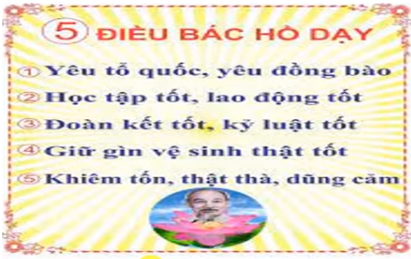 5 ĐIỀU BÁC HỒ DẠY
1 Yêu tổ quốc, yêu đồng bào
2 Học tập tốt, lao động tốt
3 Đoàn kết tốt, kỷ luật tốt
4 Giữ gìn vệ sinh thật tốt
5 Khiêm tốn, thật thà, dũng cảm